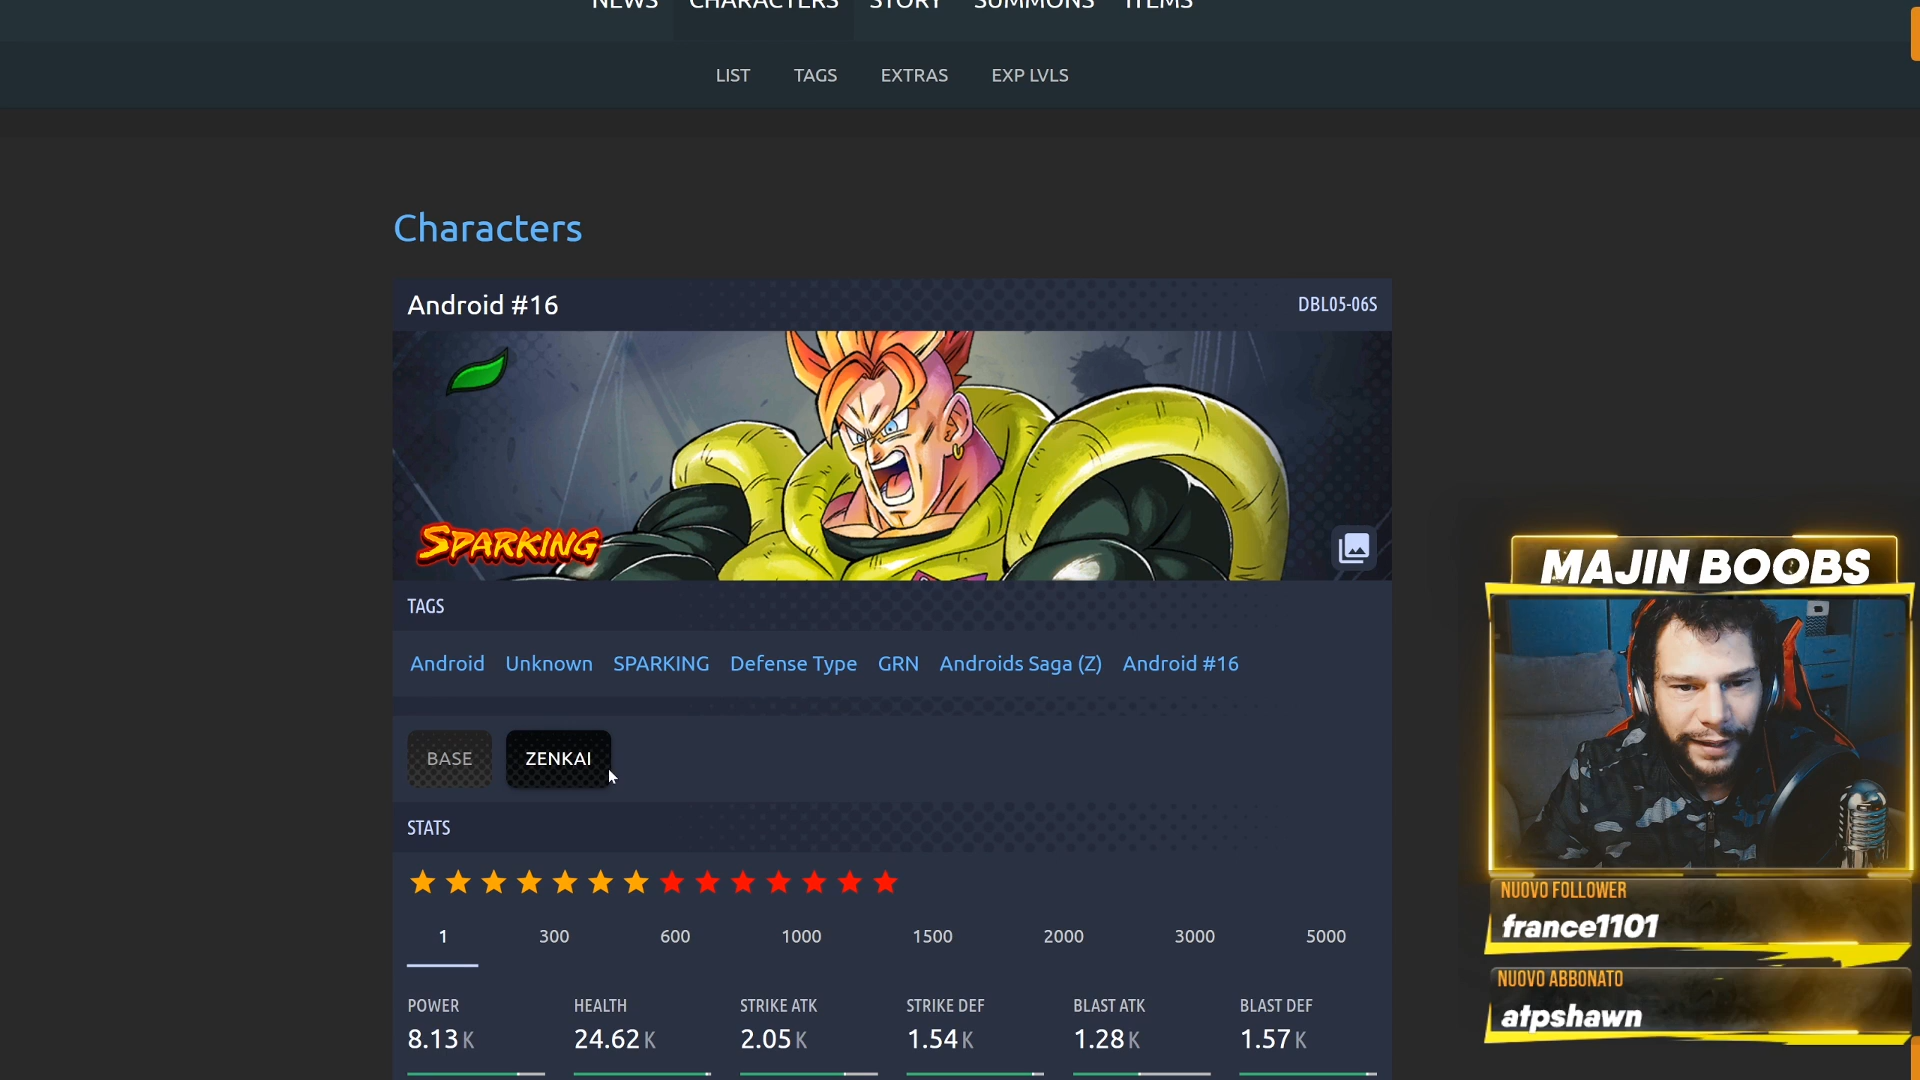 NEWS CHARACTERS STORY SUMMONS ITEMS
LIST TAGS EXTRAS EXP LVLS
Characters
Android #16 DBL05-06S
SPARKING
TAGS
Android Unknown SPARKING Defense Type GRN Androids Saga (Z) Android #16
BASE ZENKAI
STATS
1 300 600 1000 1500 2000 3000 5000
POWER HEALTH STRIKE ATK STRIKE DEF BLAST ATK BLAST DEF
8.13 K 24.62 K 2.05 K 1.54 K 1.28 K 1.57 K
MAJIN BOOBS
NUOVO FOLLOWER
france1101
NUOVO ABBONATO
atpshawn